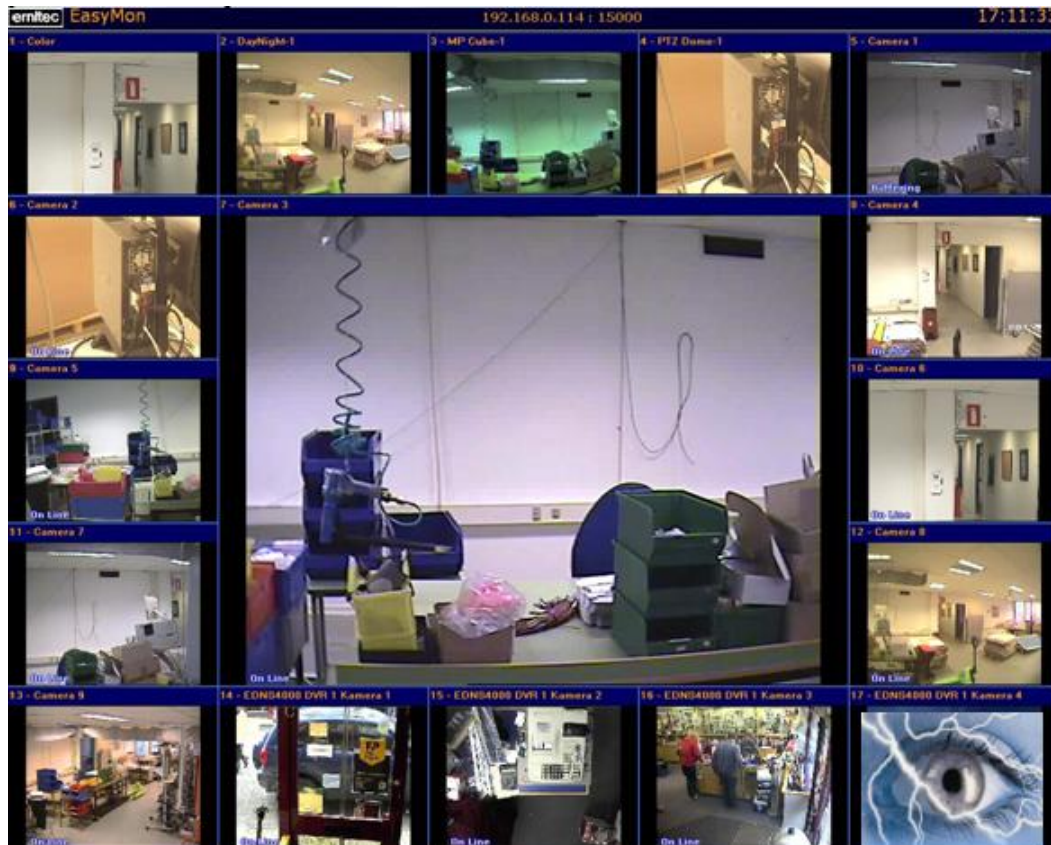 ernitec EasyMon 192.168.0.114 : 15000 17:11:33
1 - Color 2 - DayNight-1 3 - MP Cube-1 4 - PTZ Dome-1 5 - Camera 1
Buffering
6 - Camera 2 7 - Camera 3 8 - Camera 4
On Line On Line
9 - Camera 5 10 - Camera 6
On Line On Line
11 - Camera 7 12 - Camera 8
On Line On Line On Line
13 - Camera 9 14 - EDNS4000 DVR 1 Kamera 1 15 - EDNS4000 DVR 1 Kamera 2 16 - EDNS4000 DVR 1 Kamera 3 17 - EDNS4000 DVR 1 Kamera 4
On Line On Line On Line On Line